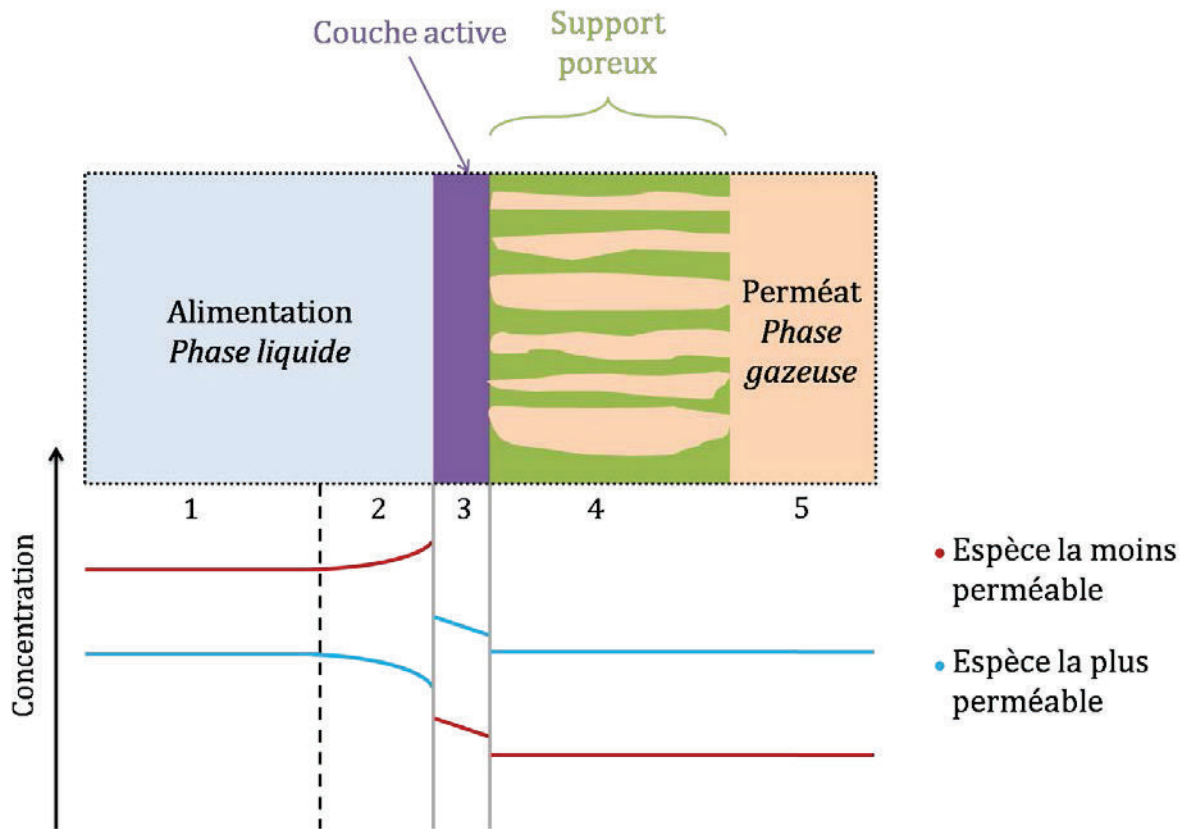 Couche active
Support
poreux
Alimentation
Phase liquide
Perméat
Phase
gazeuse
1
2
3
4
5
Concentration
Espèce la moins
perméable
Espèce la plus
perméable